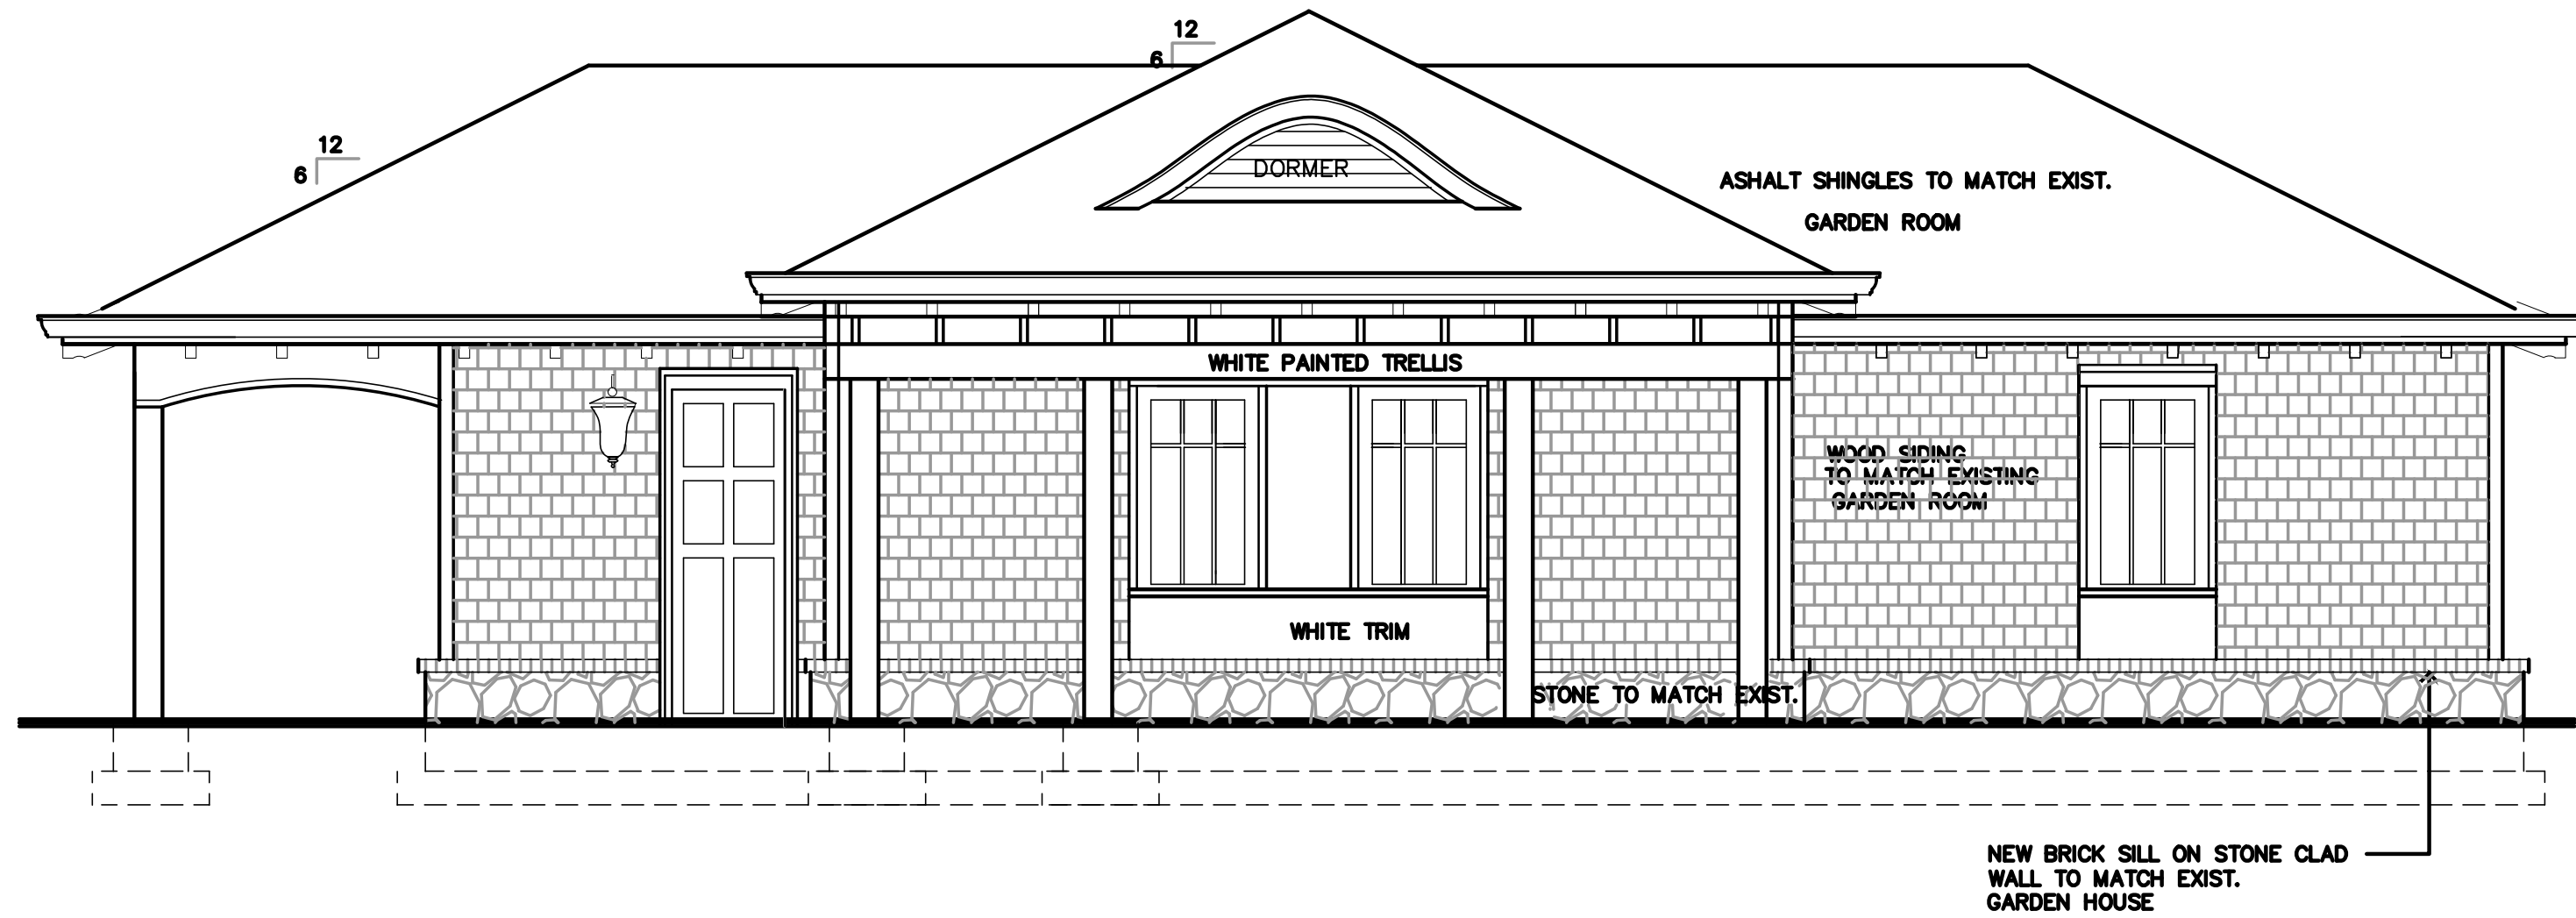 12
6
12
6
DORMER
ASHALT SHINGLES TO MATCH EXIST.
GARDEN ROOM
WHITE PAINTED TRELLIS
WOOD SIDING
TO MATCH EXISTING
GARDEN ROOM
WHITE TRIM
STONE TO MATCH EXIST.
NEW BRICK SILL ON STONE CLAD
WALL TO MATCH EXIST.
GARDEN HOUSE